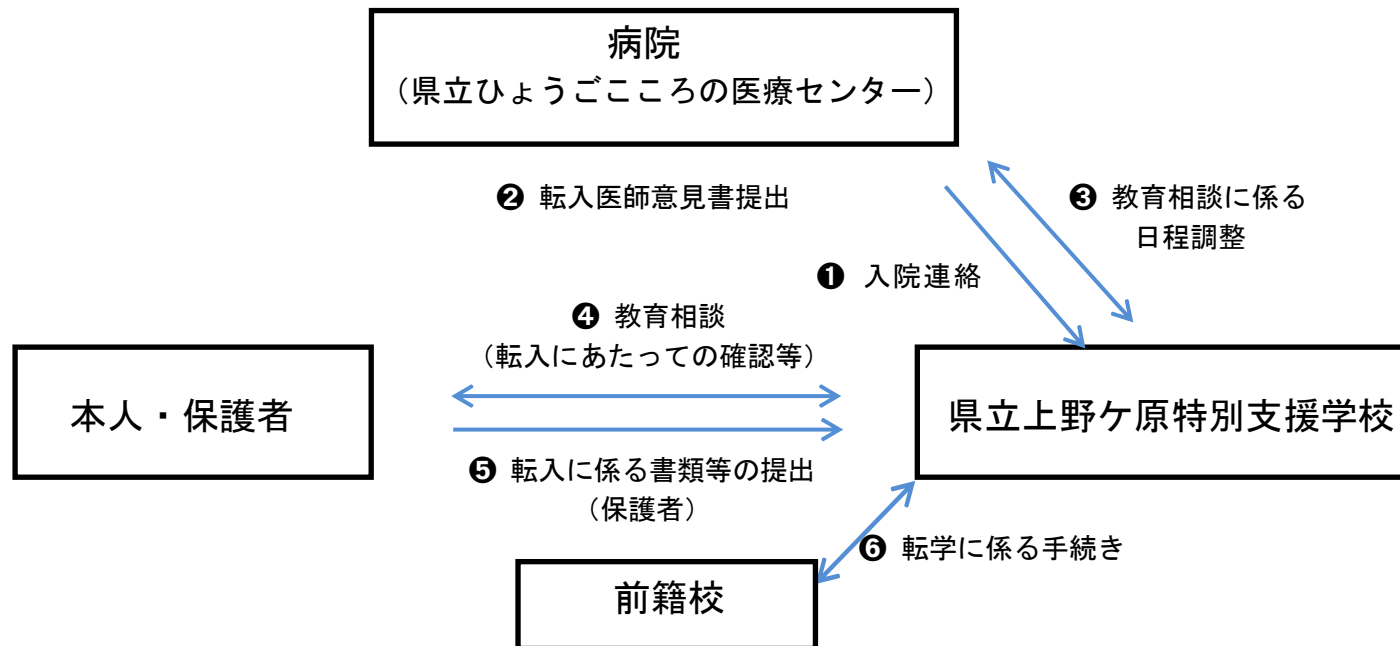 病院
（県立ひょうごこころの医療センター）
❷ 転入医師意見書提出
❸ 教育相談に係る
日程調整
❶ 入院連絡
❹ 教育相談
（転入にあたっての確認等）
本人・保護者
県立上野ケ原特別支援学校
❺ 転入に係る書類等の提出
（保護者）
❻ 転学に係る手続き
前籍校